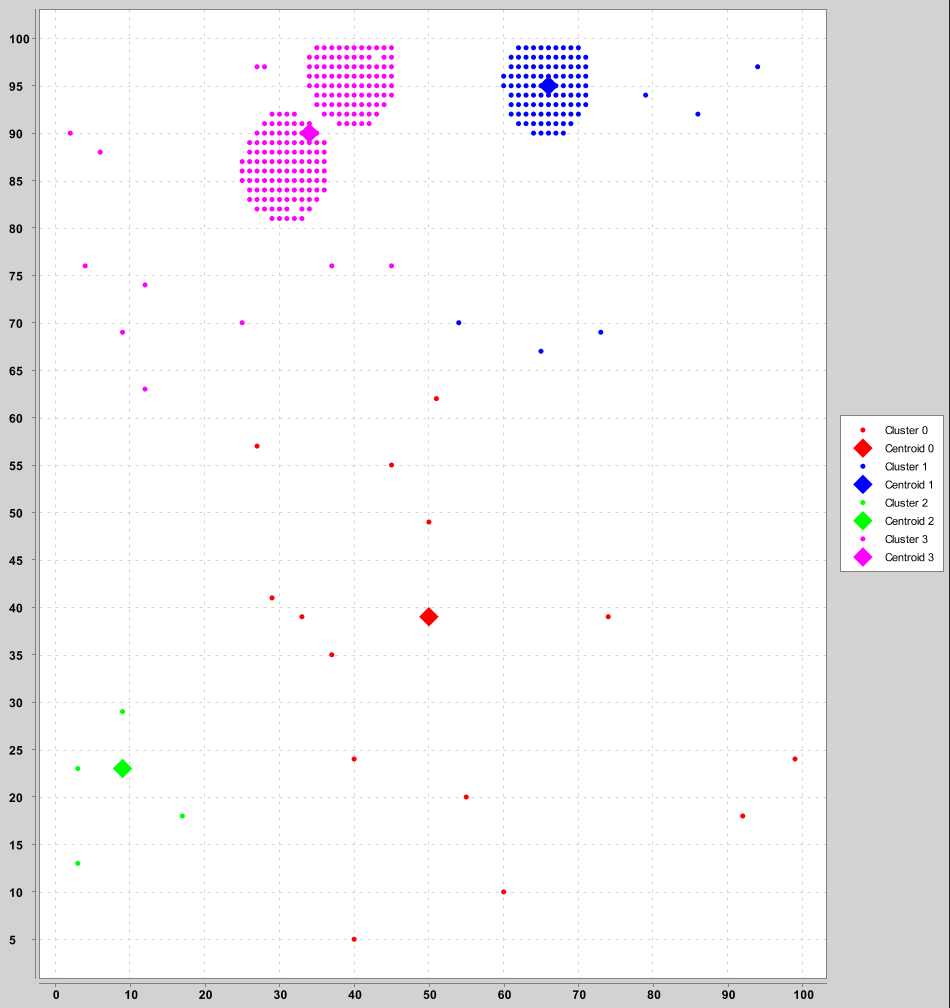 100
95
90
85
80
75
70
65
60
55
50
45
40
35
30
25
20
15
10
5
0 10 20 30 40 50 60 70 80 90 100
Cluster 0
Centroid 0
Cluster 1
Centroid 1
Cluster 2
Centroid 2
Cluster 3
Centroid 3